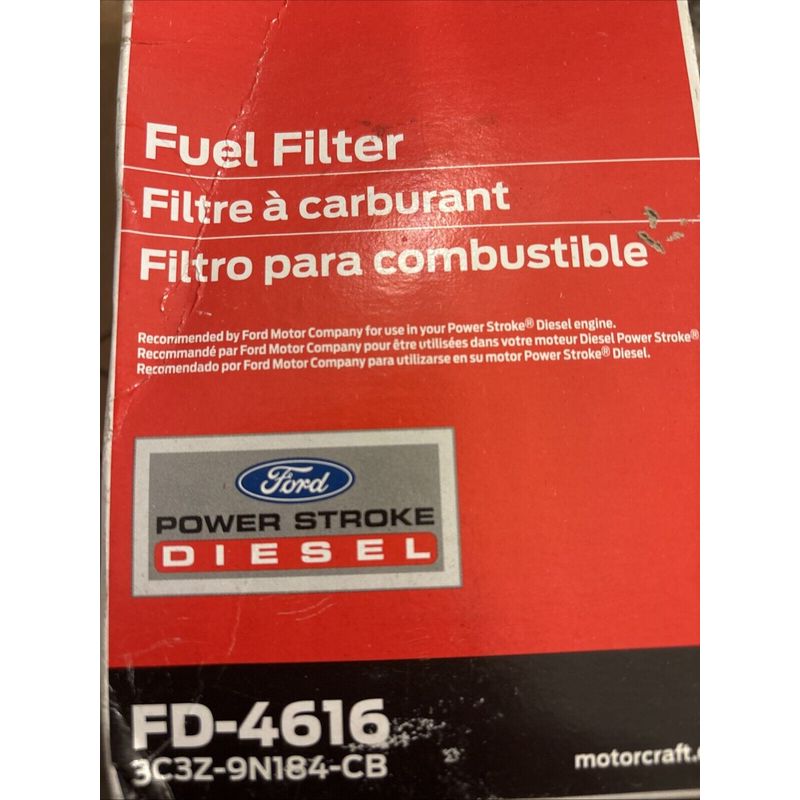 Fuel Filter
Filtre à carburant
Filtro para combustible
Recommended by Ford Motor Company for use in your Power Stroke® Diesel engine.
Recommandé par Ford Motor Company pour être utilisées dans votre moteur Diesel Power Stroke®
Recomendado por Ford Motor Company para utilizarse en su motor Power Stroke® Diesel.
Ford
POWER STROKE
DIESEL
FD-4616
3C3Z-9N184-CB
motorcraft.